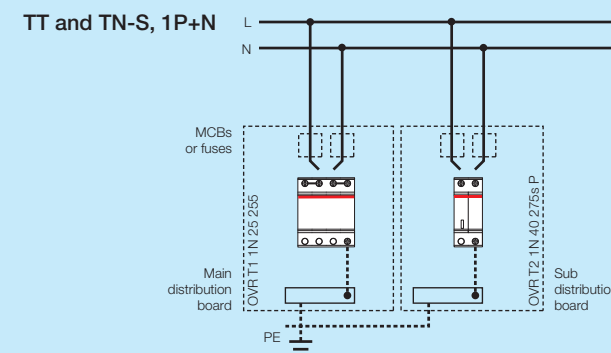 TT and TN-S, 1P+N
L
N
MCBs
or fuses
OVR T1 1N 25 255
OVR T2 1N 40 275s P
Main
distribution
board
Sub
distributio
board
PE